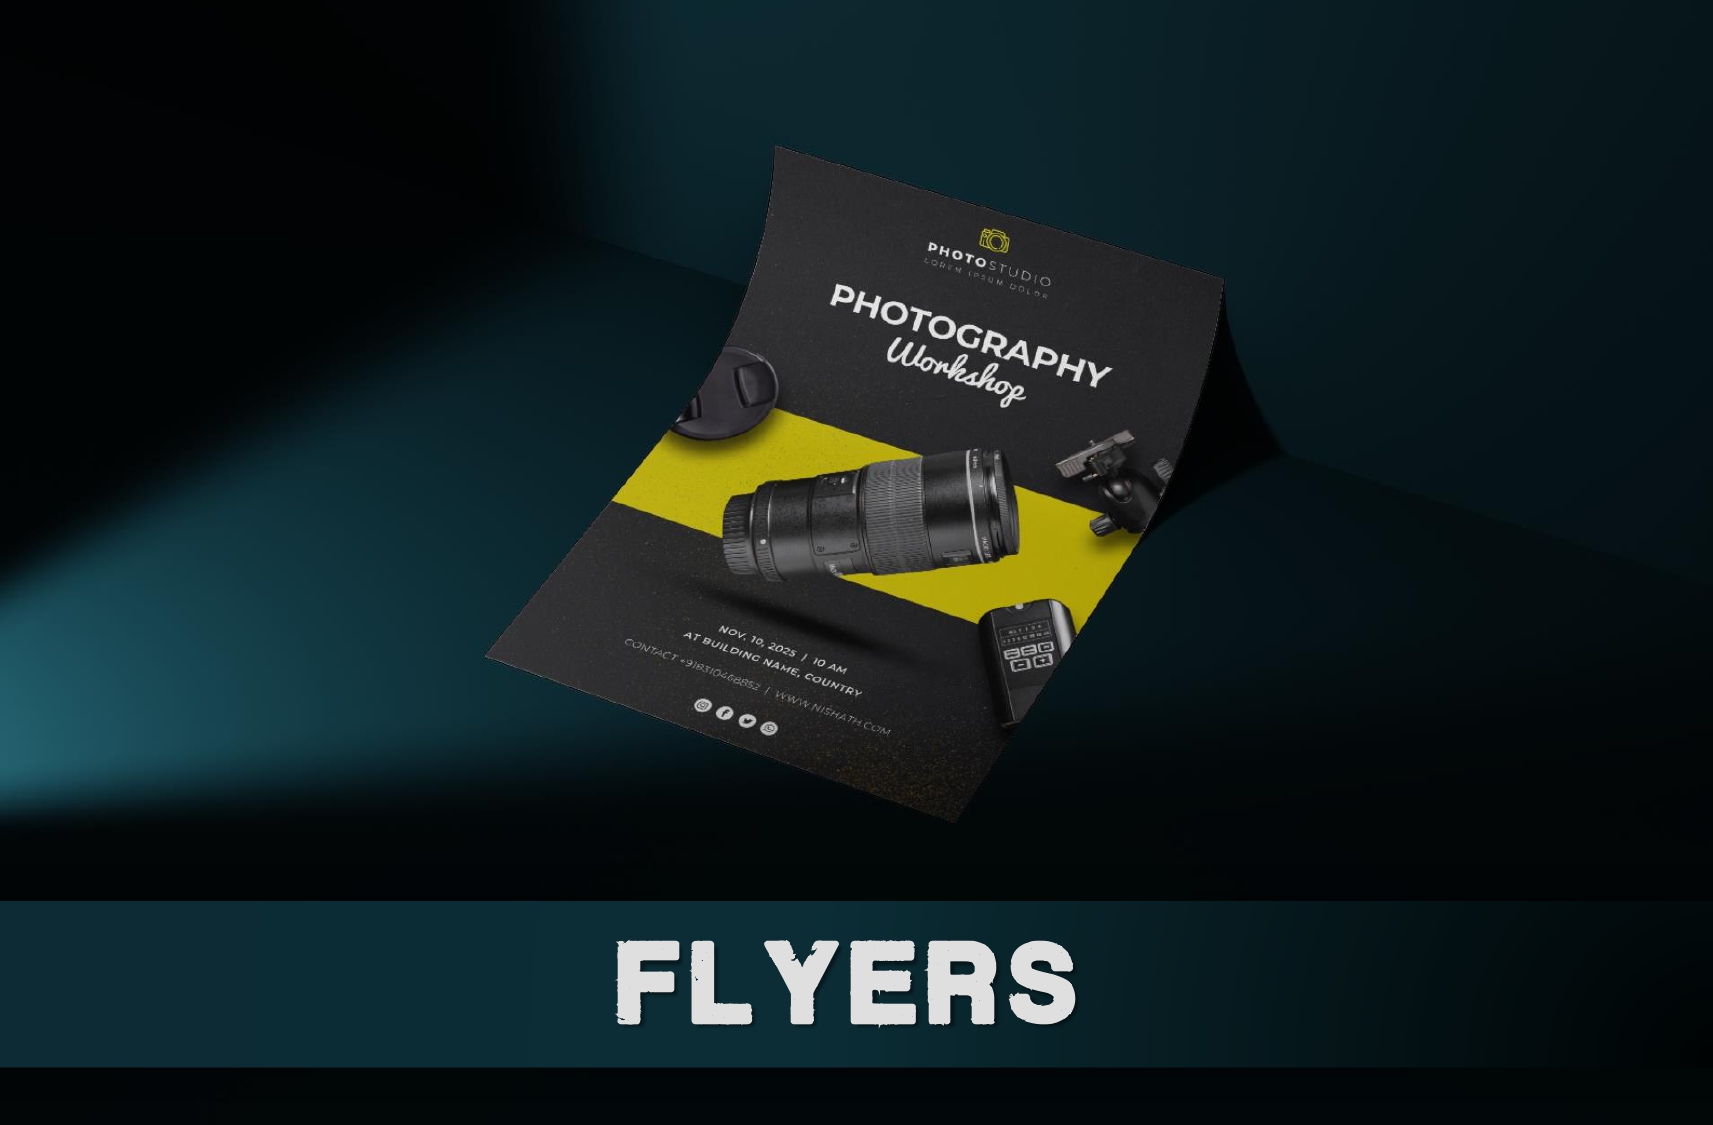 PHOTOSTUDIO
LOREM IPSUM DOLOR
PHOTOGRAPHY
Workshop
NOV, 10, 2025 / 10 AM
AT BUILDING NAME, COUNTRY
CONTACT +918310468852 / WWW.NISHATH.COM
FLYERS